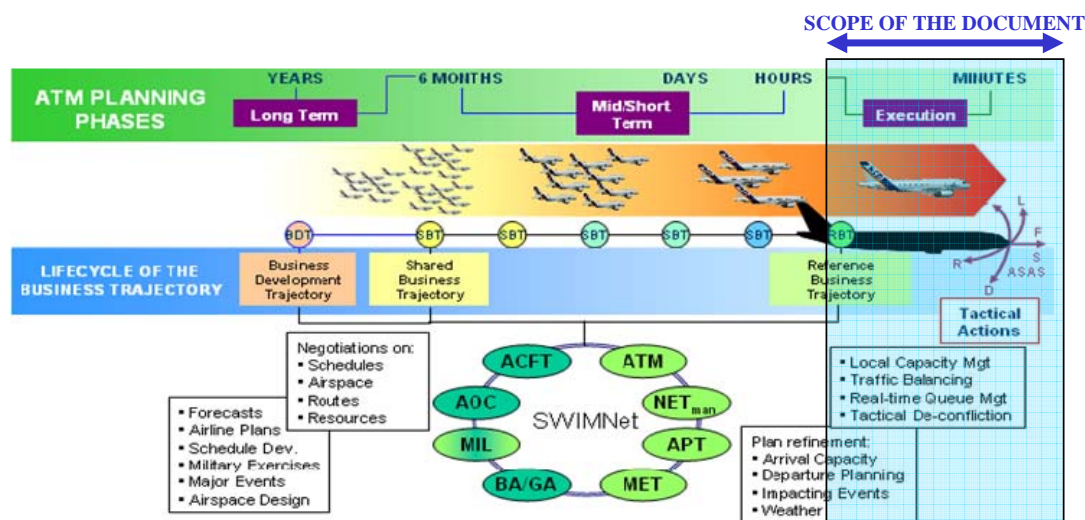 SCOPE OF THE DOCUMENT
YEARS
6 MONTHS
DAYS
HOURS
MINUTES
ATM PLANNING
PHASES
Long Term
Mid/Short
Term
Execution
BDT
SBT
SBT
SBT
SBT
SBT
RBT
L
F
S
ASAS
R
D
LIFECYCLE OF THE
BUSINESS TRAJECTORY
Business
Development
Trajectory
Shared
Business
Trajectory
Reference
Business
Trajectory
Tactical
Actions
Negotiations on:
▪ Schedules
▪ Airspace
▪ Routes
▪ Resources
▪ Forecasts
▪ Airline Plans
▪ Schedule Dev.
▪ Military Exercises
▪ Major Events
▪ Airspace Design
ACFT
ATM
AOC
NETman
SWIMNet
MIL
APT
BA/GA
MET
▪ Local Capacity Mgt
▪ Traffic Balancing
▪ Real-time Queue Mgt
▪ Tactical De-confliction
Plan refinement:
▪ Arrival Capacity
▪ Departure Planning
▪ Impacting Events
▪ Weather